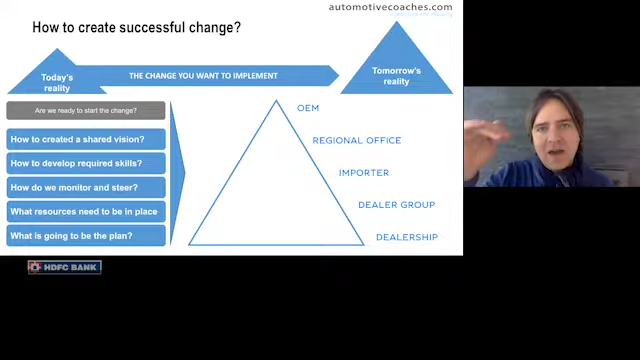 automotivecoaches.com
How to create successful change?
Today's
reality
THE CHANGE YOU WANT TO IMPLEMENT
Tomorrow's
reality
Are we ready to start the change?
How to created a shared vision?
How to develop required skills?
How do we monitor and steer?
What resources need to be in place
What is going to be the plan?
OEM
REGIONAL OFFICE
IMPORTER
DEALER GROUP
DEALERSHIP
HDFC BANK